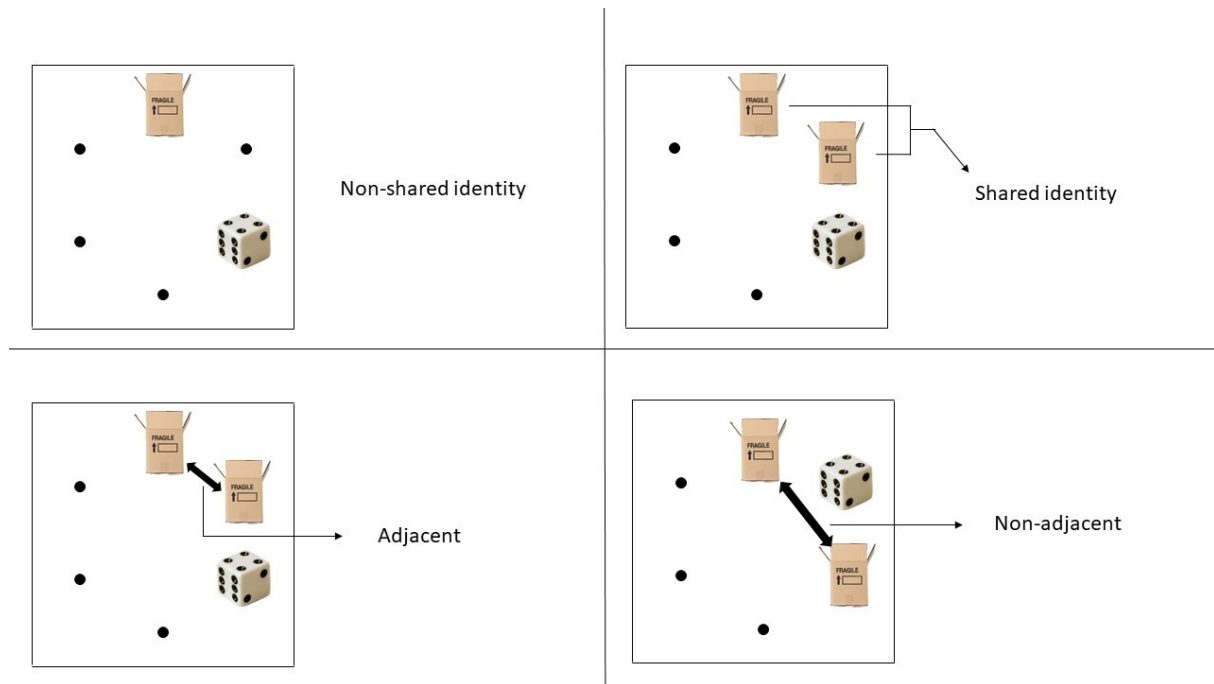 FRAGILE
Non-shared identity
FRAGILE
FRAGILE
Shared identity
FRAGILE
FRAGILE
Adjacent
FRAGILE
Non-adjacent
FRAGILE